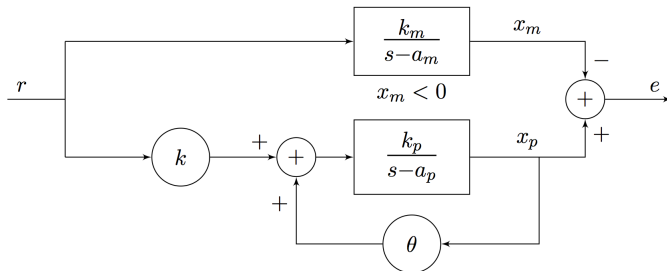 k_m
s−a_m
x_m
−
r
x_m < 0
+
e
k
+
+
k_p
s−a_p
x_p
+
+
θ